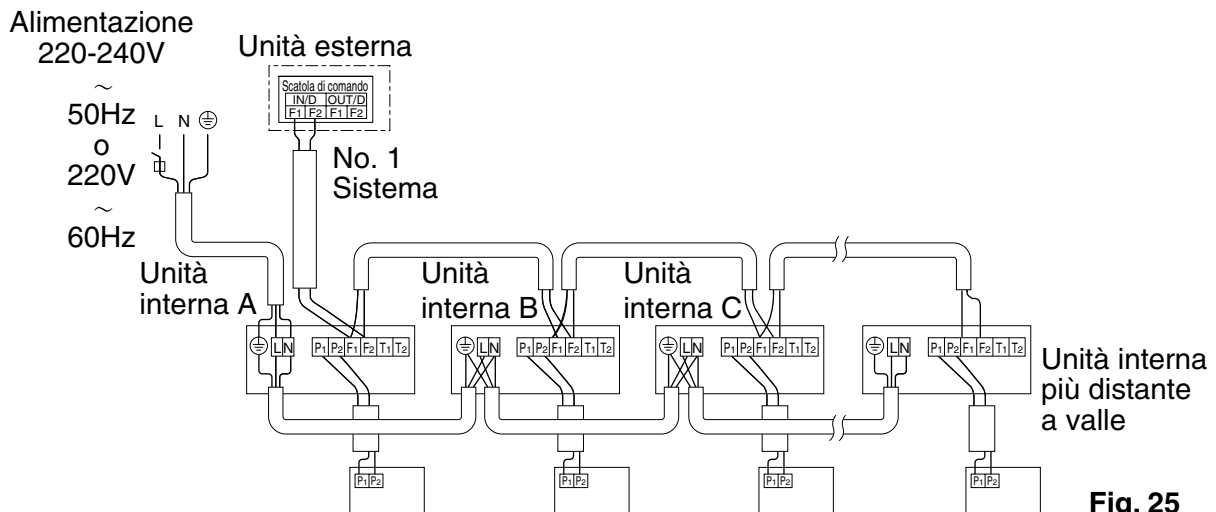 Alimentazione
220-240V
~
50Hz
o
220V
~
60Hz
L N
Unità esterna
Scatola di comando
IN/D OUT/D
F1 F2 F1 F2
No. 1
Sistema
Unità
interna A
Unità
interna B
Unità
interna C
L N P1 P2 F1 F2 T1 T2
L N P1 P2 F1 F2 T1 T2
L N P1 P2 F1 F2 T1 T2
L N P1 P2 F1 F2 T1 T2
Unità interna
più distante
a valle
P1 P2
P1 P2
P1 P2
P1 P2
Fig. 25